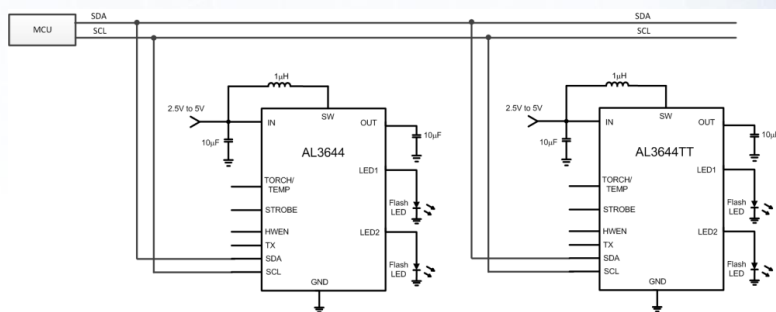 SDA
SDA
MCU
SCL
SCL
1μH
1μH
2.5V to 5V
SW
2.5V to 5V
SW
IN
OUT
IN
OUT
10μF
10μF
10μF
10μF
AL3644
AL3644TT
LED1
LED1
TORCH/
TEMP
TORCH/
TEMP
Flash
LED
Flash
LED
STROBE
STROBE
LED2
LED2
HWEN
HWEN
TX
TX
Flash
LED
Flash
LED
SDA
SDA
SCL
SCL
GND
GND